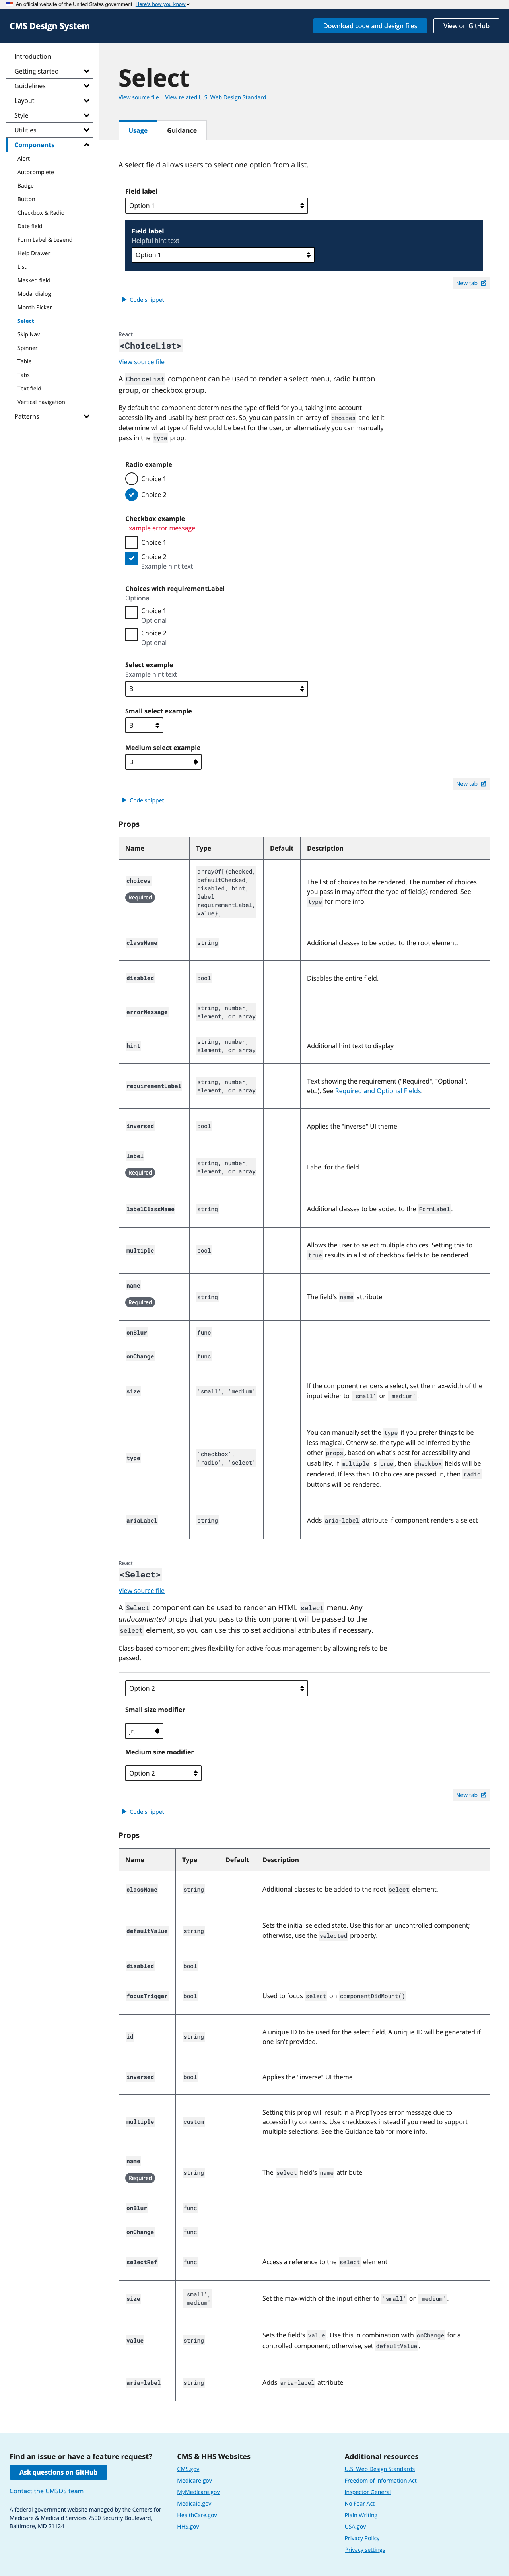 An official website of the United States government Here's how you know
CMS Design System
Download code and design files
View on GitHub
Introduction
Getting started
Guidelines
Layout
Style
Utilities
Components
Alert
Autocomplete
Badge
Button
Checkbox & Radio
Date field
Form Label & Legend
Help Drawer
List
Masked field
Modal dialog
Month Picker
Select
Skip Nav
Spinner
Table
Tabs
Text field
Vertical navigation
Patterns
Select
View source file View related U.S. Web Design Standard
Usage Guidance
A select field allows users to select one option from a list.
Field label
Option 1
Field label
Helpful hint text
Option 1
New tab
Code snippet
React
<ChoiceList>
View source file
A ChoiceList component can be used to render a select menu, radio button
group, or checkbox group.
By default the component determines the type of field for you, taking into account
accessibility and usability best practices. So, you can pass in an array of choices and let it
determine what type of field would be best for the user, or alternatively you can manually
pass in the type prop.
Radio example
Choice 1
Choice 2
Checkbox example
Example error message
Choice 1
Choice 2
Example hint text
Choices with requirementLabel
Optional
Choice 1
Optional
Choice 2
Optional
Select example
Example hint text
B
Small select example
B
Medium select example
B
New tab
Code snippet
Props
Name Type Default Description
choices
Required
arrayOf[{checked,
defaultChecked,
disabled, hint,
label,
requirementLabel,
value}]
The list of choices to be rendered. The number of choices
you pass in may affect the type of field(s) rendered. See
type for more info.
className string Additional classes to be added to the root element.
disabled bool Disables the entire field.
errorMessage
string, number,
element, or array
hint
string, number,
element, or array
Additional hint text to display
requirementLabel
string, number,
element, or array
Text showing the requirement ("Required", "Optional",
etc.). See Required and Optional Fields.
inversed bool Applies the "inverse" UI theme
label
Required
string, number,
element, or array
Label for the field
labelClassName string Additional classes to be added to the FormLabel.
multiple bool
Allows the user to select multiple choices. Setting this to
true results in a list of checkbox fields to be rendered.
name
Required
string
The field's name attribute
onBlur func
onChange func
size 'small', 'medium'
If the component renders a select, set the max-width of the
input either to 'small' or 'medium'.
type
'checkbox',
'radio', 'select'
You can manually set the type if you prefer things to be
less magical. Otherwise, the type will be inferred by the
other props, based on what's best for accessibility and
usability. If multiple is true, then checkbox fields will be
rendered. If less than 10 choices are passed in, then radio
buttons will be rendered.
ariaLabel string Adds aria-label attribute if component renders a select
React
<Select>
View source file
A Select component can be used to render an HTML select menu. Any
undocumented props that you pass to this component will be passed to the
select element, so you can use this to set additional attributes if necessary.
Class-based component gives flexibility for active focus management by allowing refs to be
passed.
Option 2
Small size modifier
Jr.
Medium size modifier
Option 2
New tab
Code snippet
Props
Name Type Default Description
className string Additional classes to be added to the root select element.
defaultValue string
Sets the initial selected state. Use this for an uncontrolled component;
otherwise, use the selected property.
disabled bool
focusTrigger bool Used to focus select on componentDidMount()
id string
A unique ID to be used for the select field. A unique ID will be generated if
one isn't provided.
inversed bool Applies the "inverse" UI theme
multiple custom
Setting this prop will result in a PropTypes error message due to
accessibility concerns. Use checkboxes instead if you need to support
multiple selections. See the Guidance tab for more info.
name
Required
string
The select field's name attribute
onBlur func
onChange func
selectRef func Access a reference to the select element
size
'small',
'medium'
Set the max-width of the input either to 'small' or 'medium'.
value string
Sets the field's value. Use this in combination with onChange for a
controlled component; otherwise, set defaultValue.
aria-label string Adds aria-label attribute
Find an issue or have a feature request?
Ask questions on GitHub
Contact the CMSDS team
A federal government website managed by the Centers for
Medicare & Medicaid Services 7500 Security Boulevard,
Baltimore, MD 21124
CMS & HHS Websites
CMS.gov
Medicare.gov
MyMedicare.gov
Medicaid.gov
HealthCare.gov
HHS.gov
Additional resources
U.S. Web Design Standards
Freedom of Information Act
Inspector General
No Fear Act
Plain Writing
USA.gov
Privacy Policy
Privacy settings